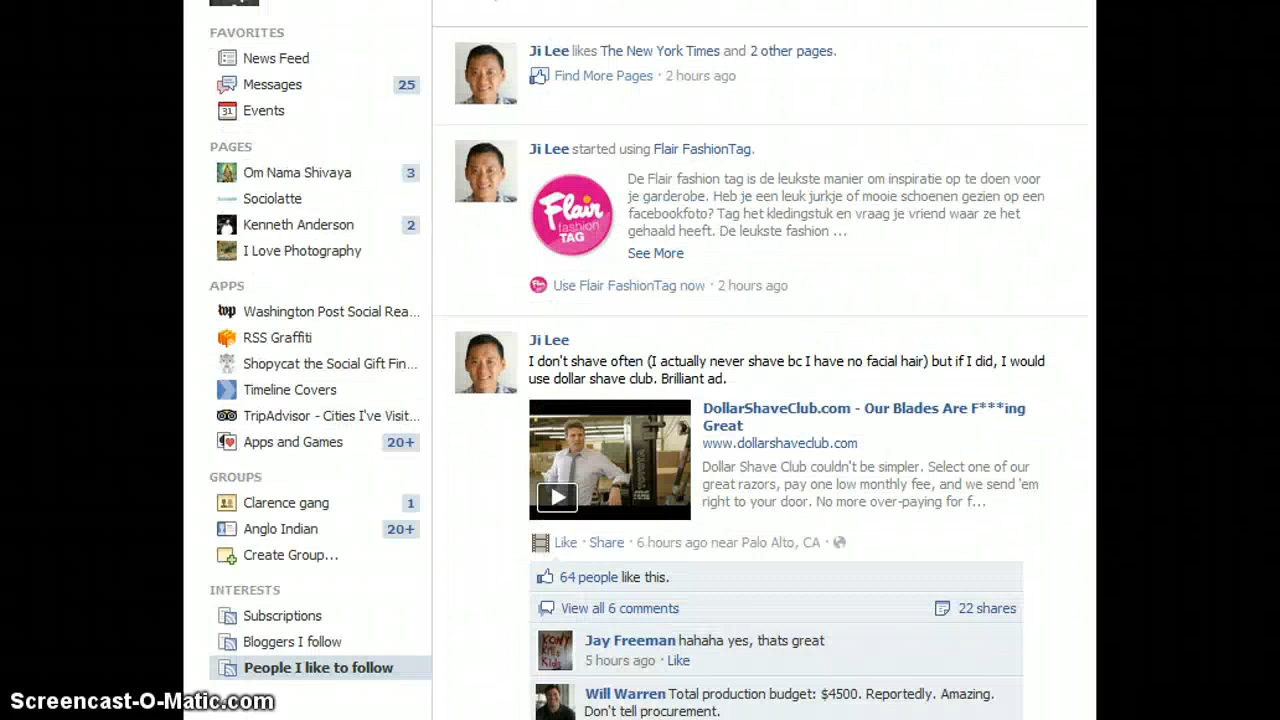 FAVORITES
News Feed
Messages 25
Events
PAGES
Om Nama Shivaya 3
Sociolatte
Kenneth Anderson 2
I Love Photography
APPS
Washington Post Social Rea...
RSS Graffiti
Shopycat the Social Gift Fin...
Timeline Covers
TripAdvisor - Cities I've Visit...
Apps and Games 20+
GROUPS
Clarence gang 1
Anglo Indian 20+
Create Group...
INTERESTS
Subscriptions
Bloggers I follow
People I like to follow
Ji Lee likes The New York Times and 2 other pages.
Find More Pages · 2 hours ago
Ji Lee started using Flair FashionTag.
Flair
fashion
TAG
De Flair fashion tag is de leukste manier om inspiratie op te doen voor
je garderobe. Heb je een leuk jurkje of mooie schoenen gezien op een
facebookfoto? Tag het kledingstuk en vraag je vriend waar ze het
gehaald heeft. De leukste fashion ...
See More
Use Flair FashionTag now · 2 hours ago
Ji Lee
I don't shave often (I actually never shave bc I have no facial hair) but if I did, I would
use dollar shave club. Brilliant ad.
DollarShaveClub.com - Our Blades Are F***ing
Great
www.dollarshaveclub.com
Dollar Shave Club couldn't be simpler. Select one of our
great razors, pay one low monthly fee, and we send 'em
right to your door. No more over-paying for f...
Like · Share · 6 hours ago near Palo Alto, CA ·
64 people like this.
View all 6 comments 22 shares
Jay Freeman hahaha yes, thats great
5 hours ago · Like
Will Warren Total production budget: $4500. Reportedly. Amazing.
Don't tell procurement.
Screencast-O-Matic.com